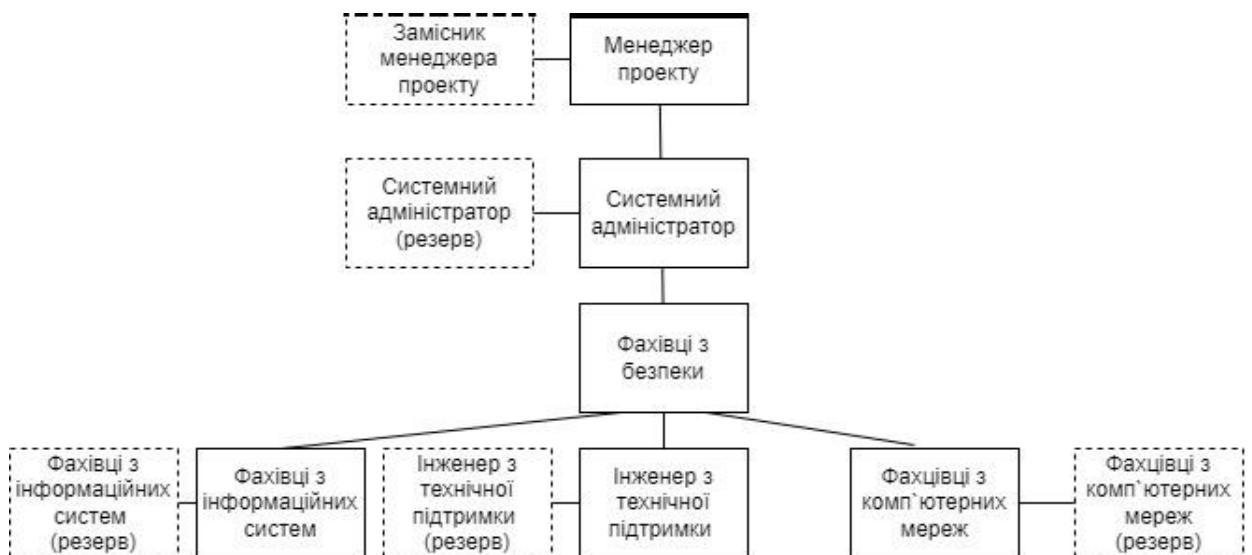 Замісник
менеджера
проекту
Менеджер
проекту
Системний
адміністратор
(резерв)
Системний
адміністратор
Фахівці з
безпеки
Фахівці з
інформаційних
систем
(резерв)
Фахівці з
інформаційних
систем
Інженер з
технічної
підтримки
(резерв)
Інженер з
технічної
підтримки
Фахцівці з
комп`ютерних
мереж
Фахцівці з
комп`ютерних
мереж
(резерв)